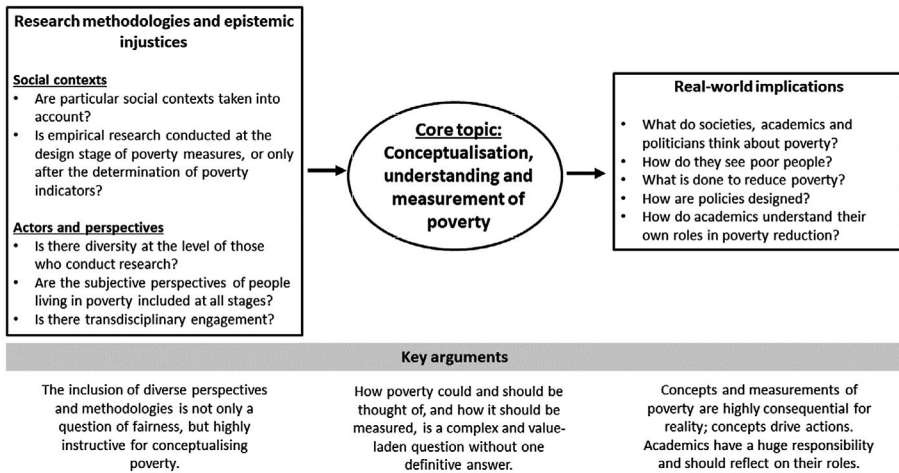 Research methodologies and epistemic
injustices
Social contexts
• Are particular social contexts taken into
account?
• Is empirical research conducted at the
design stage of poverty measures, or only
after the determination of poverty
indicators?
Actors and perspectives
• Is there diversity at the level of those
who conduct research?
• Are the subjective perspectives of people
living in poverty included at all stages?
• Is there transdisciplinary engagement?
Core topic:
Conceptualisation,
understanding and
measurement of
poverty
Real-world implications
• What do societies, academics and
politicians think about poverty?
• How do they see poor people?
• What is done to reduce poverty?
• How are policies designed?
• How do academics understand their
own roles in poverty reduction?
Key arguments
The inclusion of diverse perspectives
and methodologies is not only a
question of fairness, but highly
instructive for conceptualising
poverty.
How poverty could and should be
thought of, and how it should be
measured, is a complex and value-
laden question without one
definitive answer.
Concepts and measurements of
poverty are highly consequential for
reality; concepts drive actions.
Academics have a huge responsibility
and should reflect on their roles.